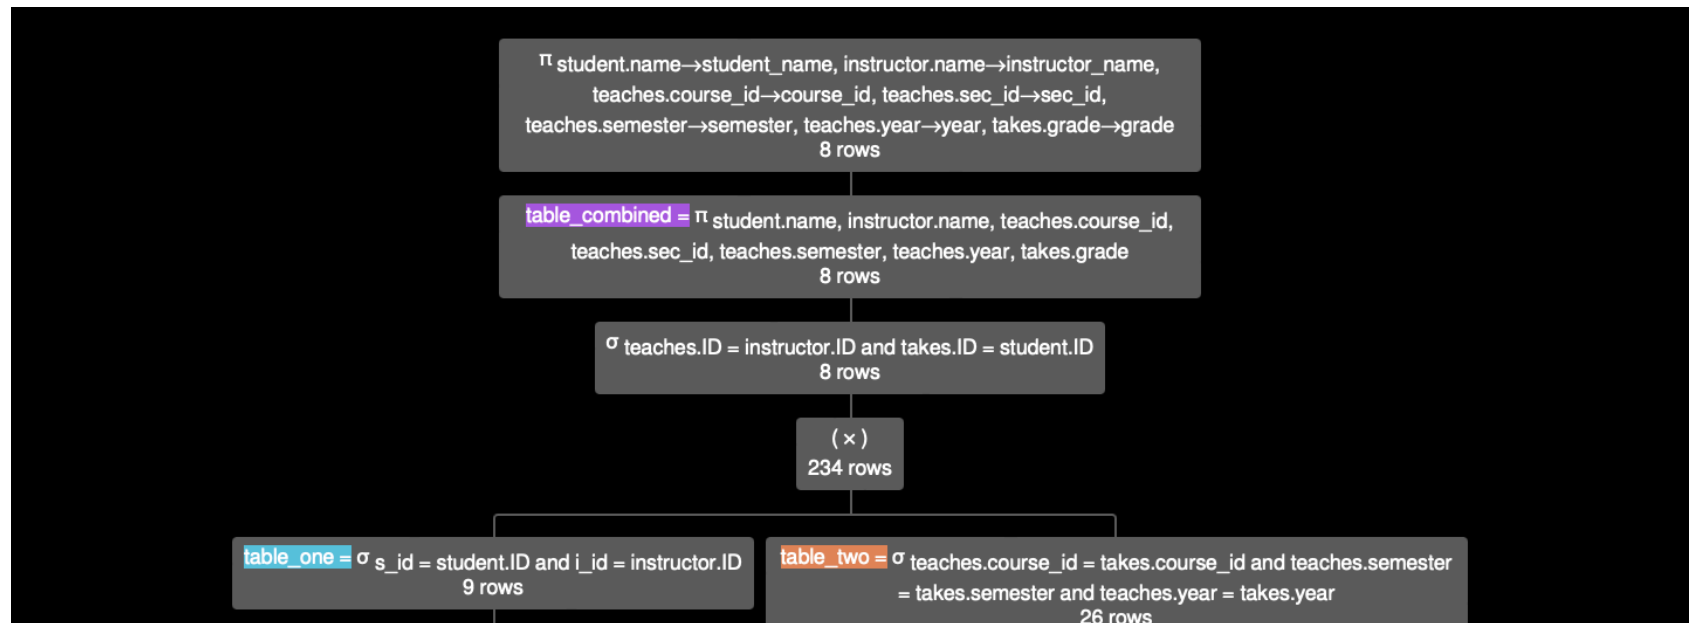 π student.name→student_name, instructor.name→instructor_name,
teaches.course_id→course_id, teaches.sec_id→sec_id,
teaches.semester→semester, teaches.year→year, takes.grade→grade
8 rows
table_combined = π student.name, instructor.name, teaches.course_id,
teaches.sec_id, teaches.semester, teaches.year, takes.grade
8 rows
σ teaches.ID = instructor.ID and takes.ID = student.ID
8 rows
( × )
234 rows
table_one = σ s_id = student.ID and i_id = instructor.ID
9 rows
table_two = σ teaches.course_id = takes.course_id and teaches.semester
= takes.semester and teaches.year = takes.year
26 rows